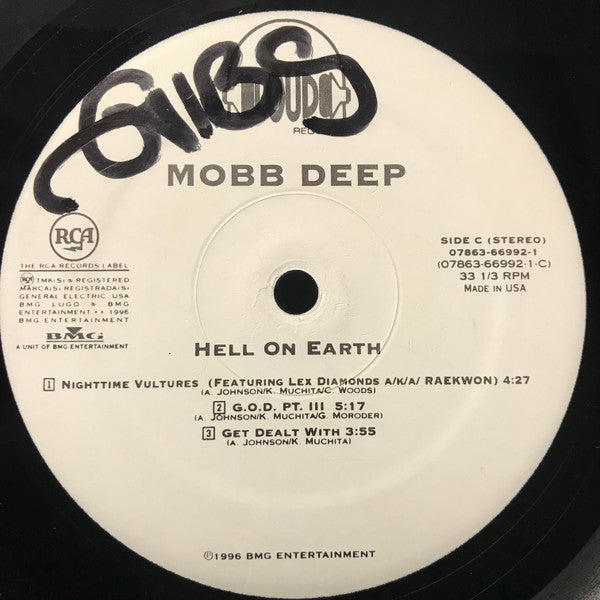 LOUD
REC
MOBB DEEP
RCA
THE RCA RECORDS LABEL
TMK(S) ® REGISTERED
MARCA(S) REGISTRADA(S)
GENERAL ELECTRIC USA
BMG LOGO ® BMG
ENTERTAINMENT •• 1996
BMG ENTERTAINMENT
BMG
A UNIT OF BMG ENTERTAINMENT
SIDE C (STEREO)
07863-66992-1
(07863-66992-1-C)
33 1/3 RPM
MADE IN USA
HELL ON EARTH
1 NIGHTTIME VULTURES (FEATURING LEX DIAMONDS A/K/A/ RAEKWON) 4:27
(A. JOHNSON/K. MUCHITA/C. WOODS)
2 G.O.D. PT. III 5:17
(A. JOHNSON/K. MUCHITA/G. MORODER)
3 GET DEALT WITH 3:55
(A. JOHNSON/K. MUCHITA)
℗1996 BMG ENTERTAINMENT